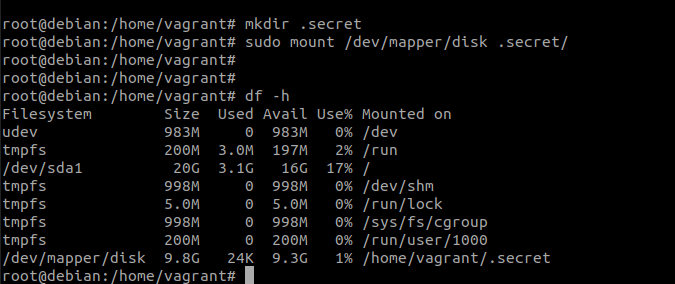 root@debian:/home/vagrant# mkdir .secret
root@debian:/home/vagrant# sudo mount /dev/mapper/disk .secret/
root@debian:/home/vagrant#
root@debian:/home/vagrant#
root@debian:/home/vagrant# df -h
Filesystem        Size  Used Avail Use% Mounted on
udev              983M     0  983M   0% /dev
tmpfs             200M  3.0M  197M   2% /run
/dev/sda1          20G  3.1G   16G  17% /
tmpfs             998M     0  998M   0% /dev/shm
tmpfs             5.0M     0  5.0M   0% /run/lock
tmpfs             998M     0  998M   0% /sys/fs/cgroup
tmpfs             200M     0  200M   0% /run/user/1000
/dev/mapper/disk  9.8G   24K  9.3G   1% /home/vagrant/.secret
root@debian:/home/vagrant#